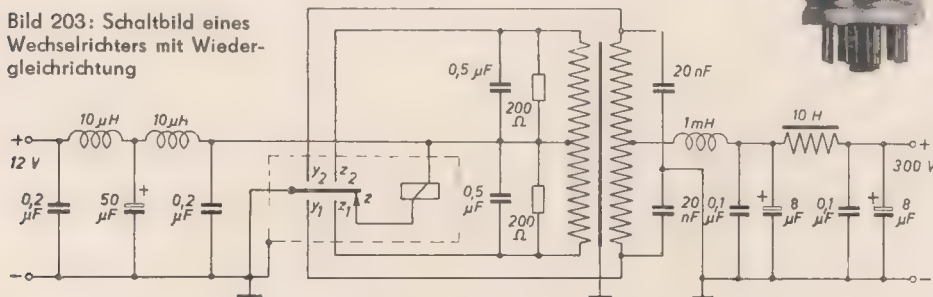 Bild 203: Schaltbild eines
Wechselrichters mit Wieder-
gleichrichtung
10 µH
10 µH
+
12 V
0,2
µF
50
µF
+
0,2
µF
−
y₂
z₂
y₁
z₁
z
0,5 µF
200
Ω
0,5
µF
200
Ω
20 nF
20
nF
1mH
0,1
µF
+
8
µF
10 H
0,1
µF
+
8
µF
+
300 V
−